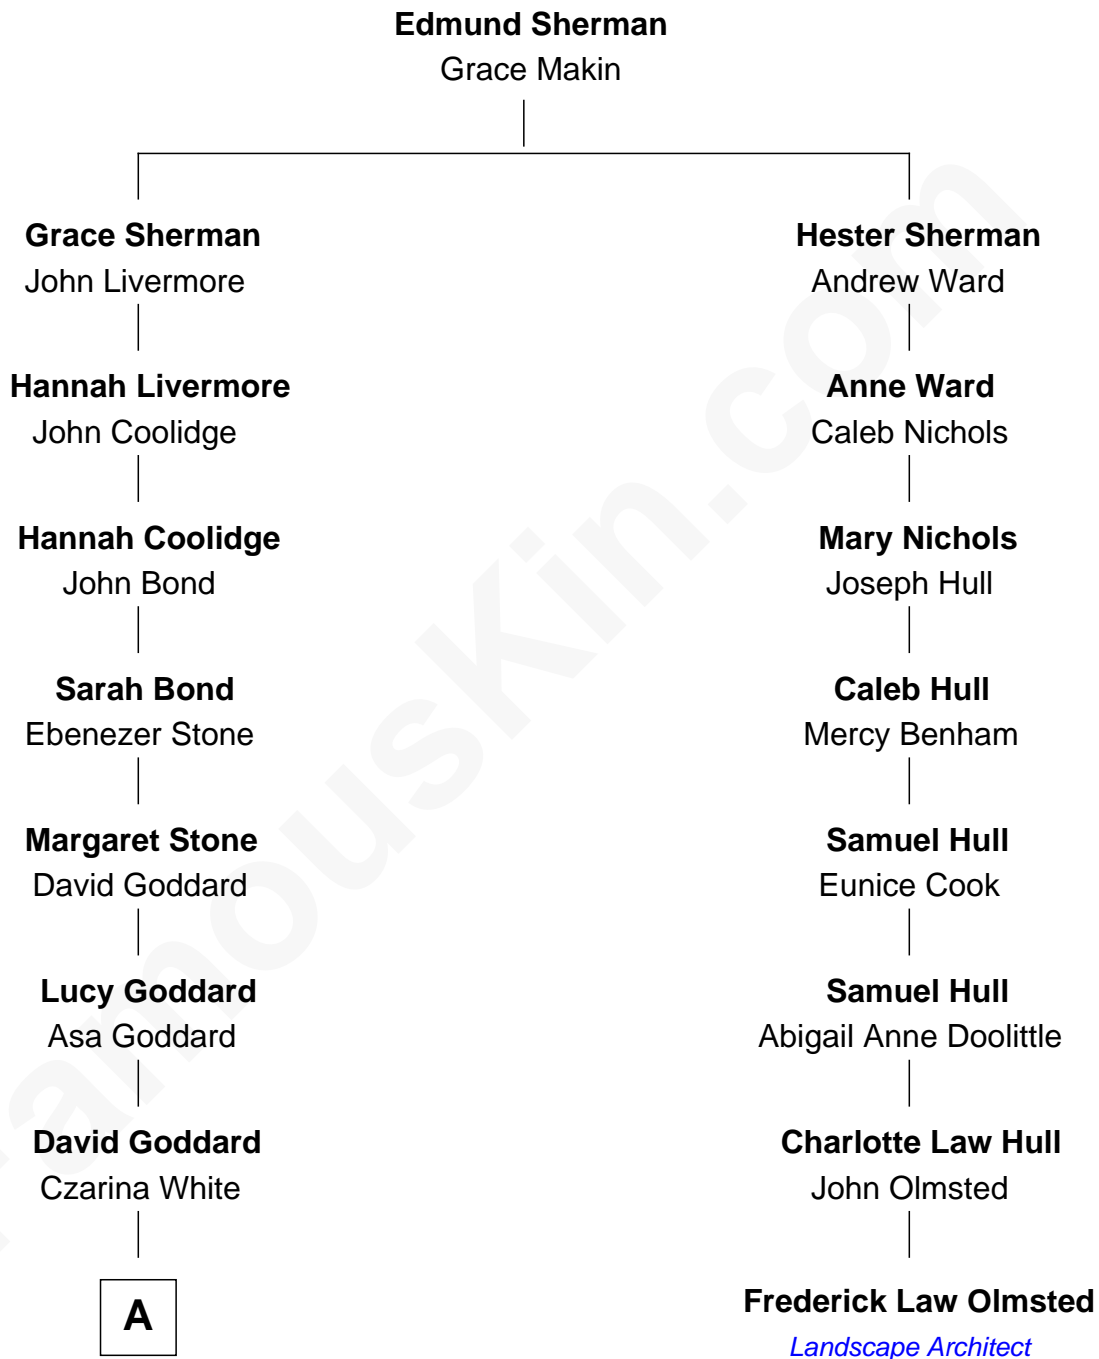 Edmund Sherman
Grace Makin
Grace Sherman
John Livermore
Hester Sherman
Andrew Ward
Hannah Livermore
John Coolidge
Anne Ward
Caleb Nichols
Hannah Coolidge
John Bond
Mary Nichols
Joseph Hull
Sarah Bond
Ebenezer Stone
Caleb Hull
Mercy Benham
Margaret Stone
David Goddard
Samuel Hull
Eunice Cook
Lucy Goddard
Asa Goddard
Samuel Hull
Abigail Anne Doolittle
David Goddard
Czarina White
Charlotte Law Hull
John Olmsted
A
Frederick Law Olmsted
Landscape Architect
FamousKin.com